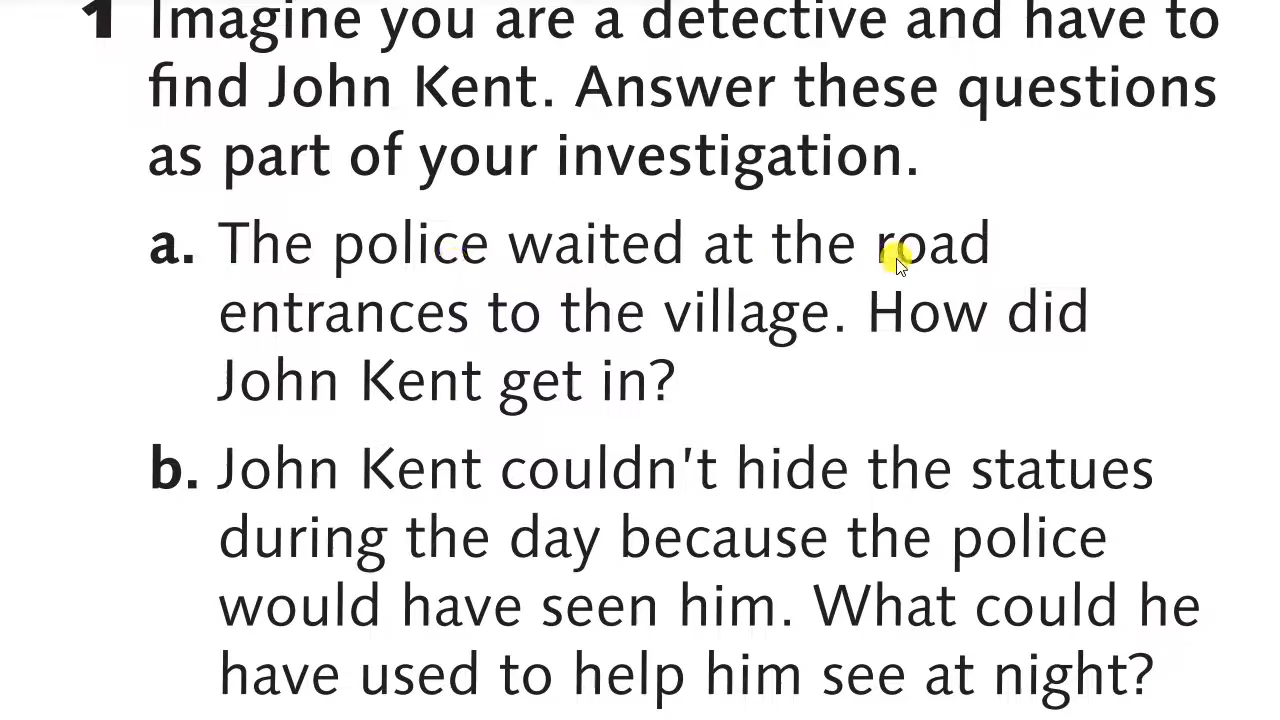 1 Imagine you are a detective and have to
find John Kent. Answer these questions
as part of your investigation.
a. The police waited at the road
entrances to the village. How did
John Kent get in?
b. John Kent couldn't hide the statues
during the day because the police
would have seen him. What could he
have used to help him see at night?